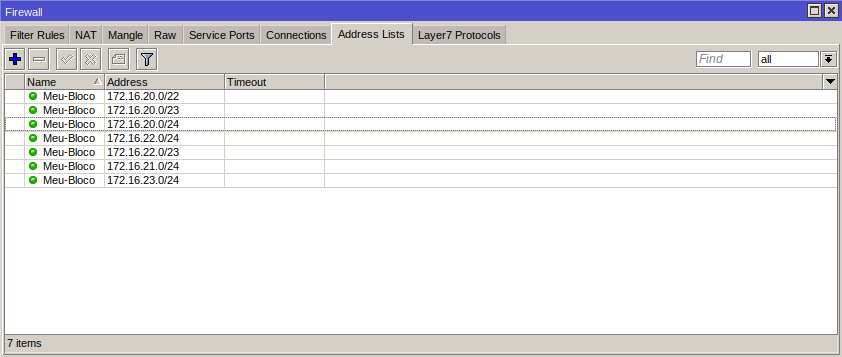 Firewall
Filter Rules NAT Mangle Raw Service Ports Connections Address Lists Layer7 Protocols
Find all
Name Address Timeout
Meu-Bloco 172.16.20.0/22
Meu-Bloco 172.16.20.0/23
Meu-Bloco 172.16.20.0/24
Meu-Bloco 172.16.22.0/24
Meu-Bloco 172.16.22.0/23
Meu-Bloco 172.16.21.0/24
Meu-Bloco 172.16.23.0/24
7 items